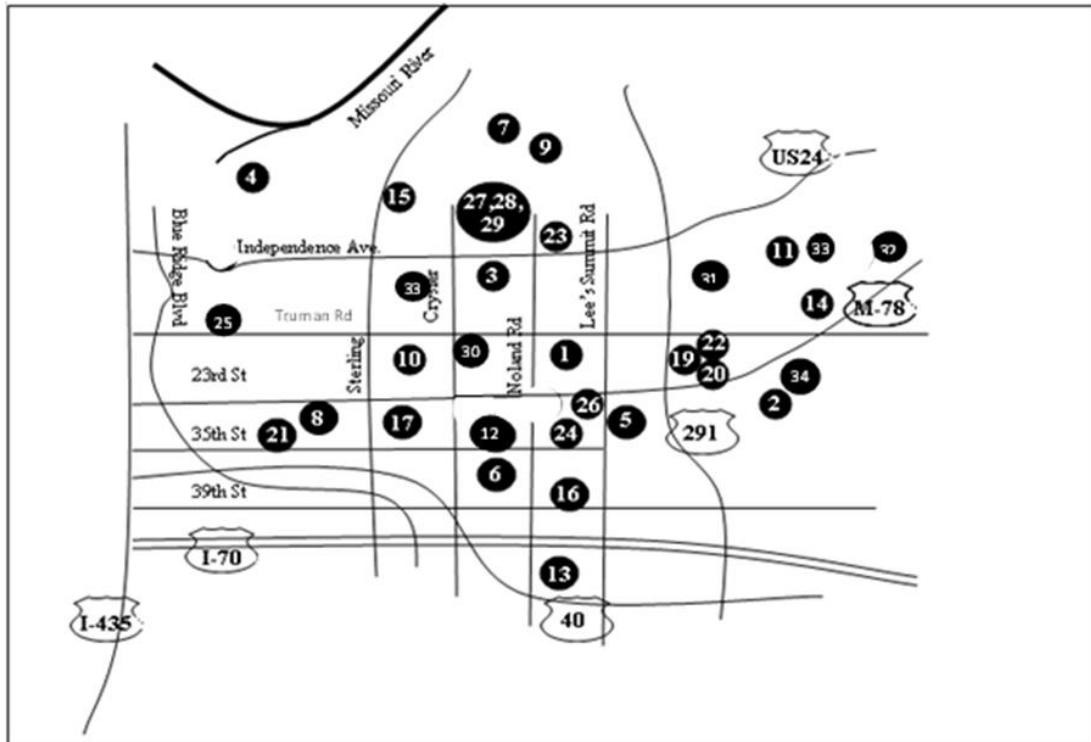 Missouri River
7
9
US24
4
15
27,28,
29
23
Blue Ridge Blvd
Independence Ave.
Lee's Summit Rd
11
33
32
33
Crysler
3
31
14
M-78
25
Truman Rd
Noland Rd
Sterling
10
30
1
19
22
20
23rd St
34
2
26
8
17
5
21
35th St
12
24
291
6
39th St
16
I-70
13
I-435
40